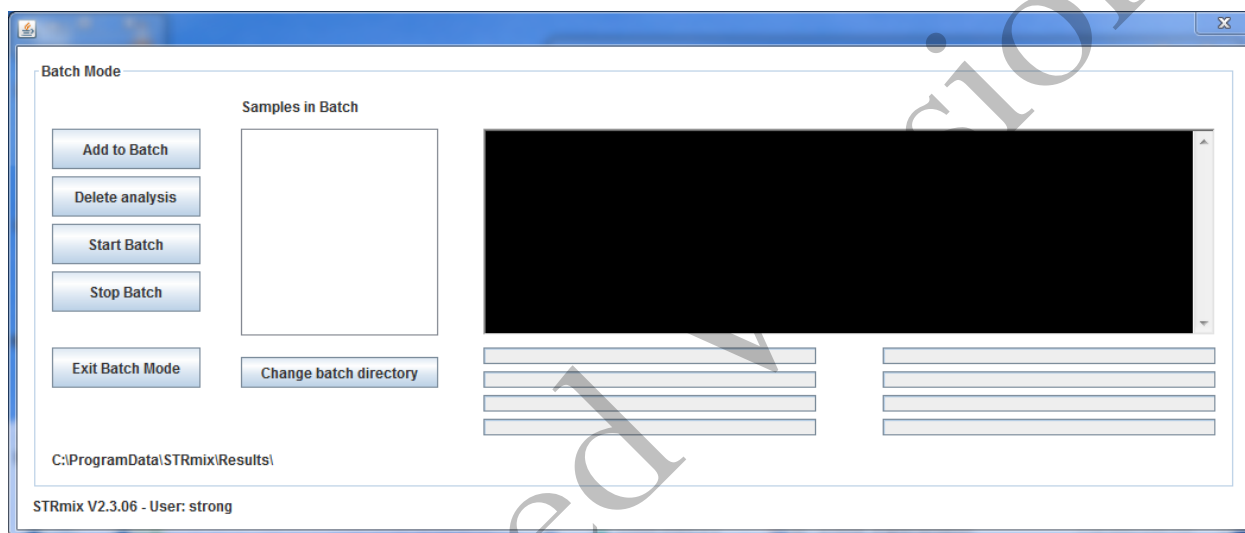 Batch Mode
Samples in Batch
Add to Batch
Delete analysis
Start Batch
Stop Batch
Exit Batch Mode
Change batch directory
C:\ProgramData\STRmix\Results\
STRmix V2.3.06 - User: strong